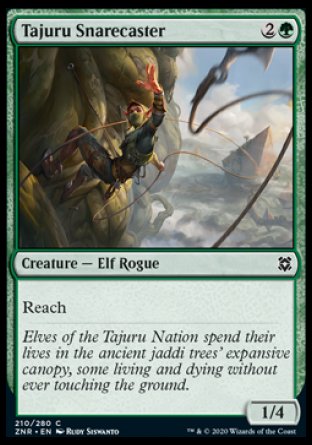 Tajuru Snarecaster 2
Creature — Elf Rogue
Reach
Elves of the Tajuru Nation spend their
lives in the ancient jaddi trees' expansive
canopy, some living and dying without
ever touching the ground.
1/4
210/280 C
ZNR • EN Rudy Siswanto
™ & © 2020 Wizards of the Coast